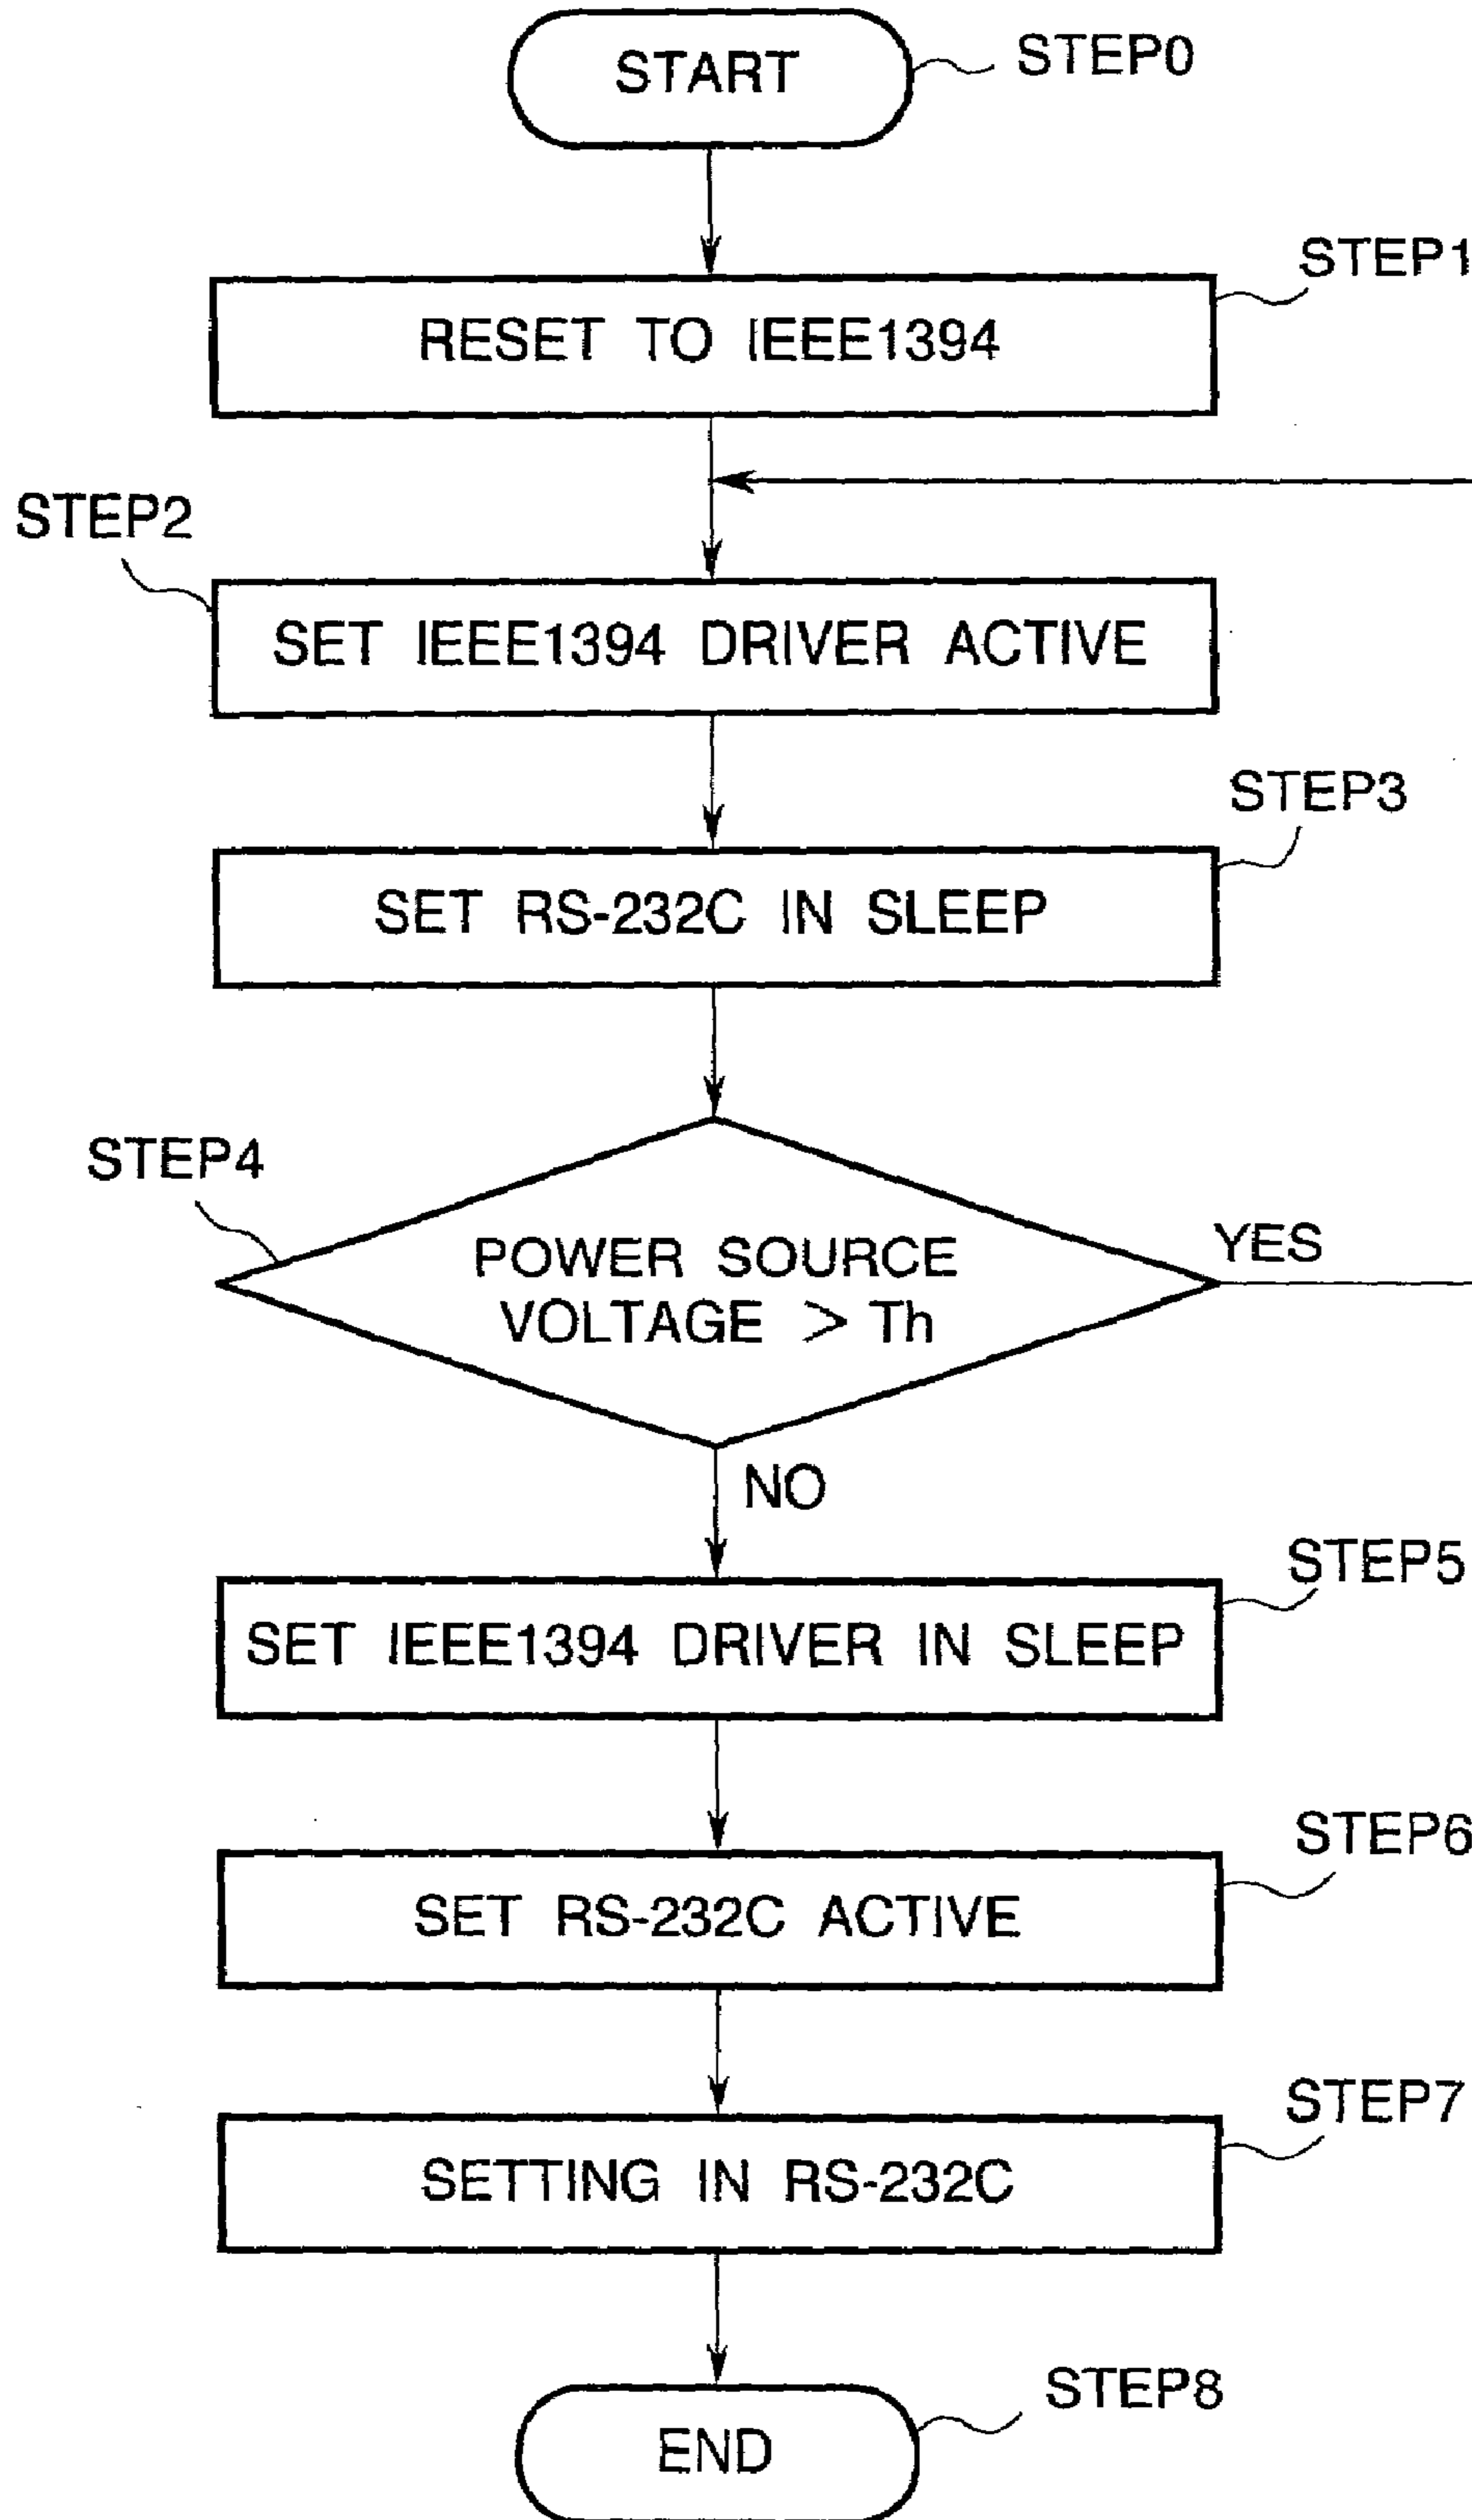 START
STEP0
STEP1
RESET TO IEEE1394
STEP2
SET IEEE1394 DRIVER ACTIVE
STEP3
SET RS-232C IN SLEEP
STEP4
POWER SOURCE
VOLTAGE > Th
YES
NO
STEP5
SET IEEE1394 DRIVER IN SLEEP
STEP6
SET RS-232C ACTIVE
STEP7
SETTING IN RS-232C
STEP8
END